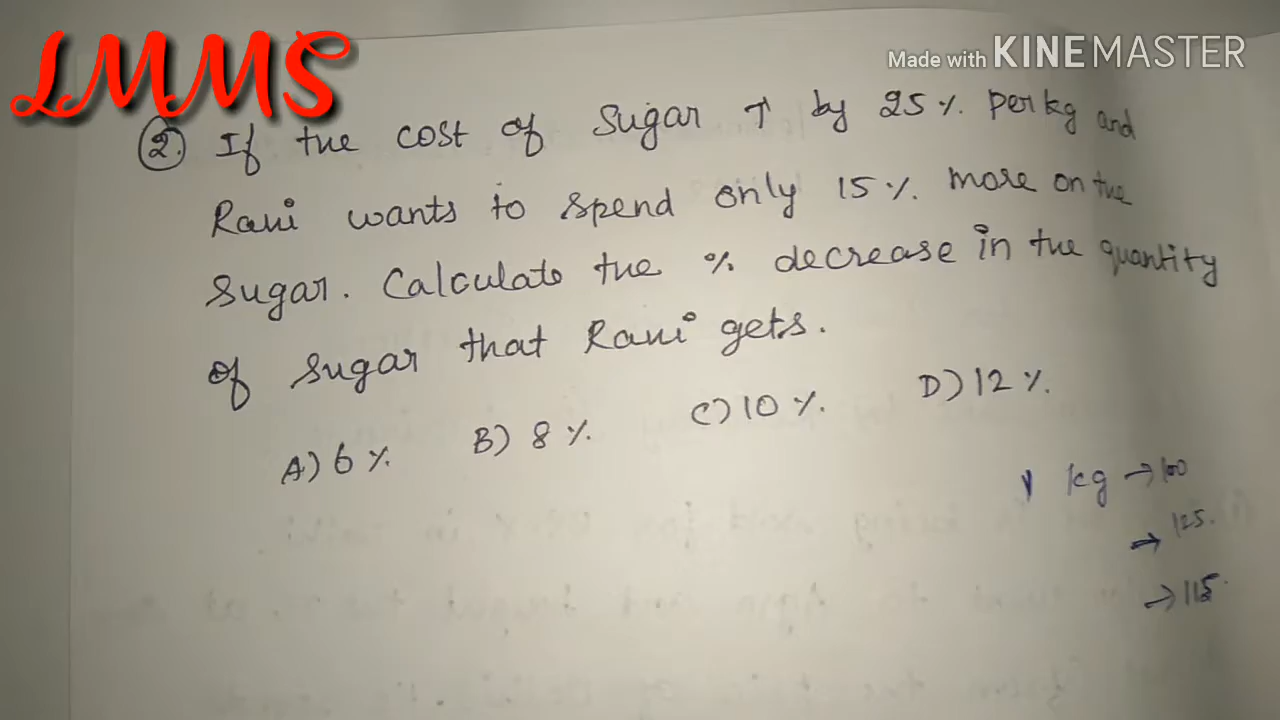 LMMS
Made with KINEMASTER
2. If the cost of Sugar ↑ by 25 % per kg and
Ravi wants to spend only 15 % more on the
sugar. Calculate the % decrease in the quantity
of sugar that Ravi gets.
A) 6 % B) 8 % C) 10 % D) 12 %
1 kg → 100
→ 125.
→ 115